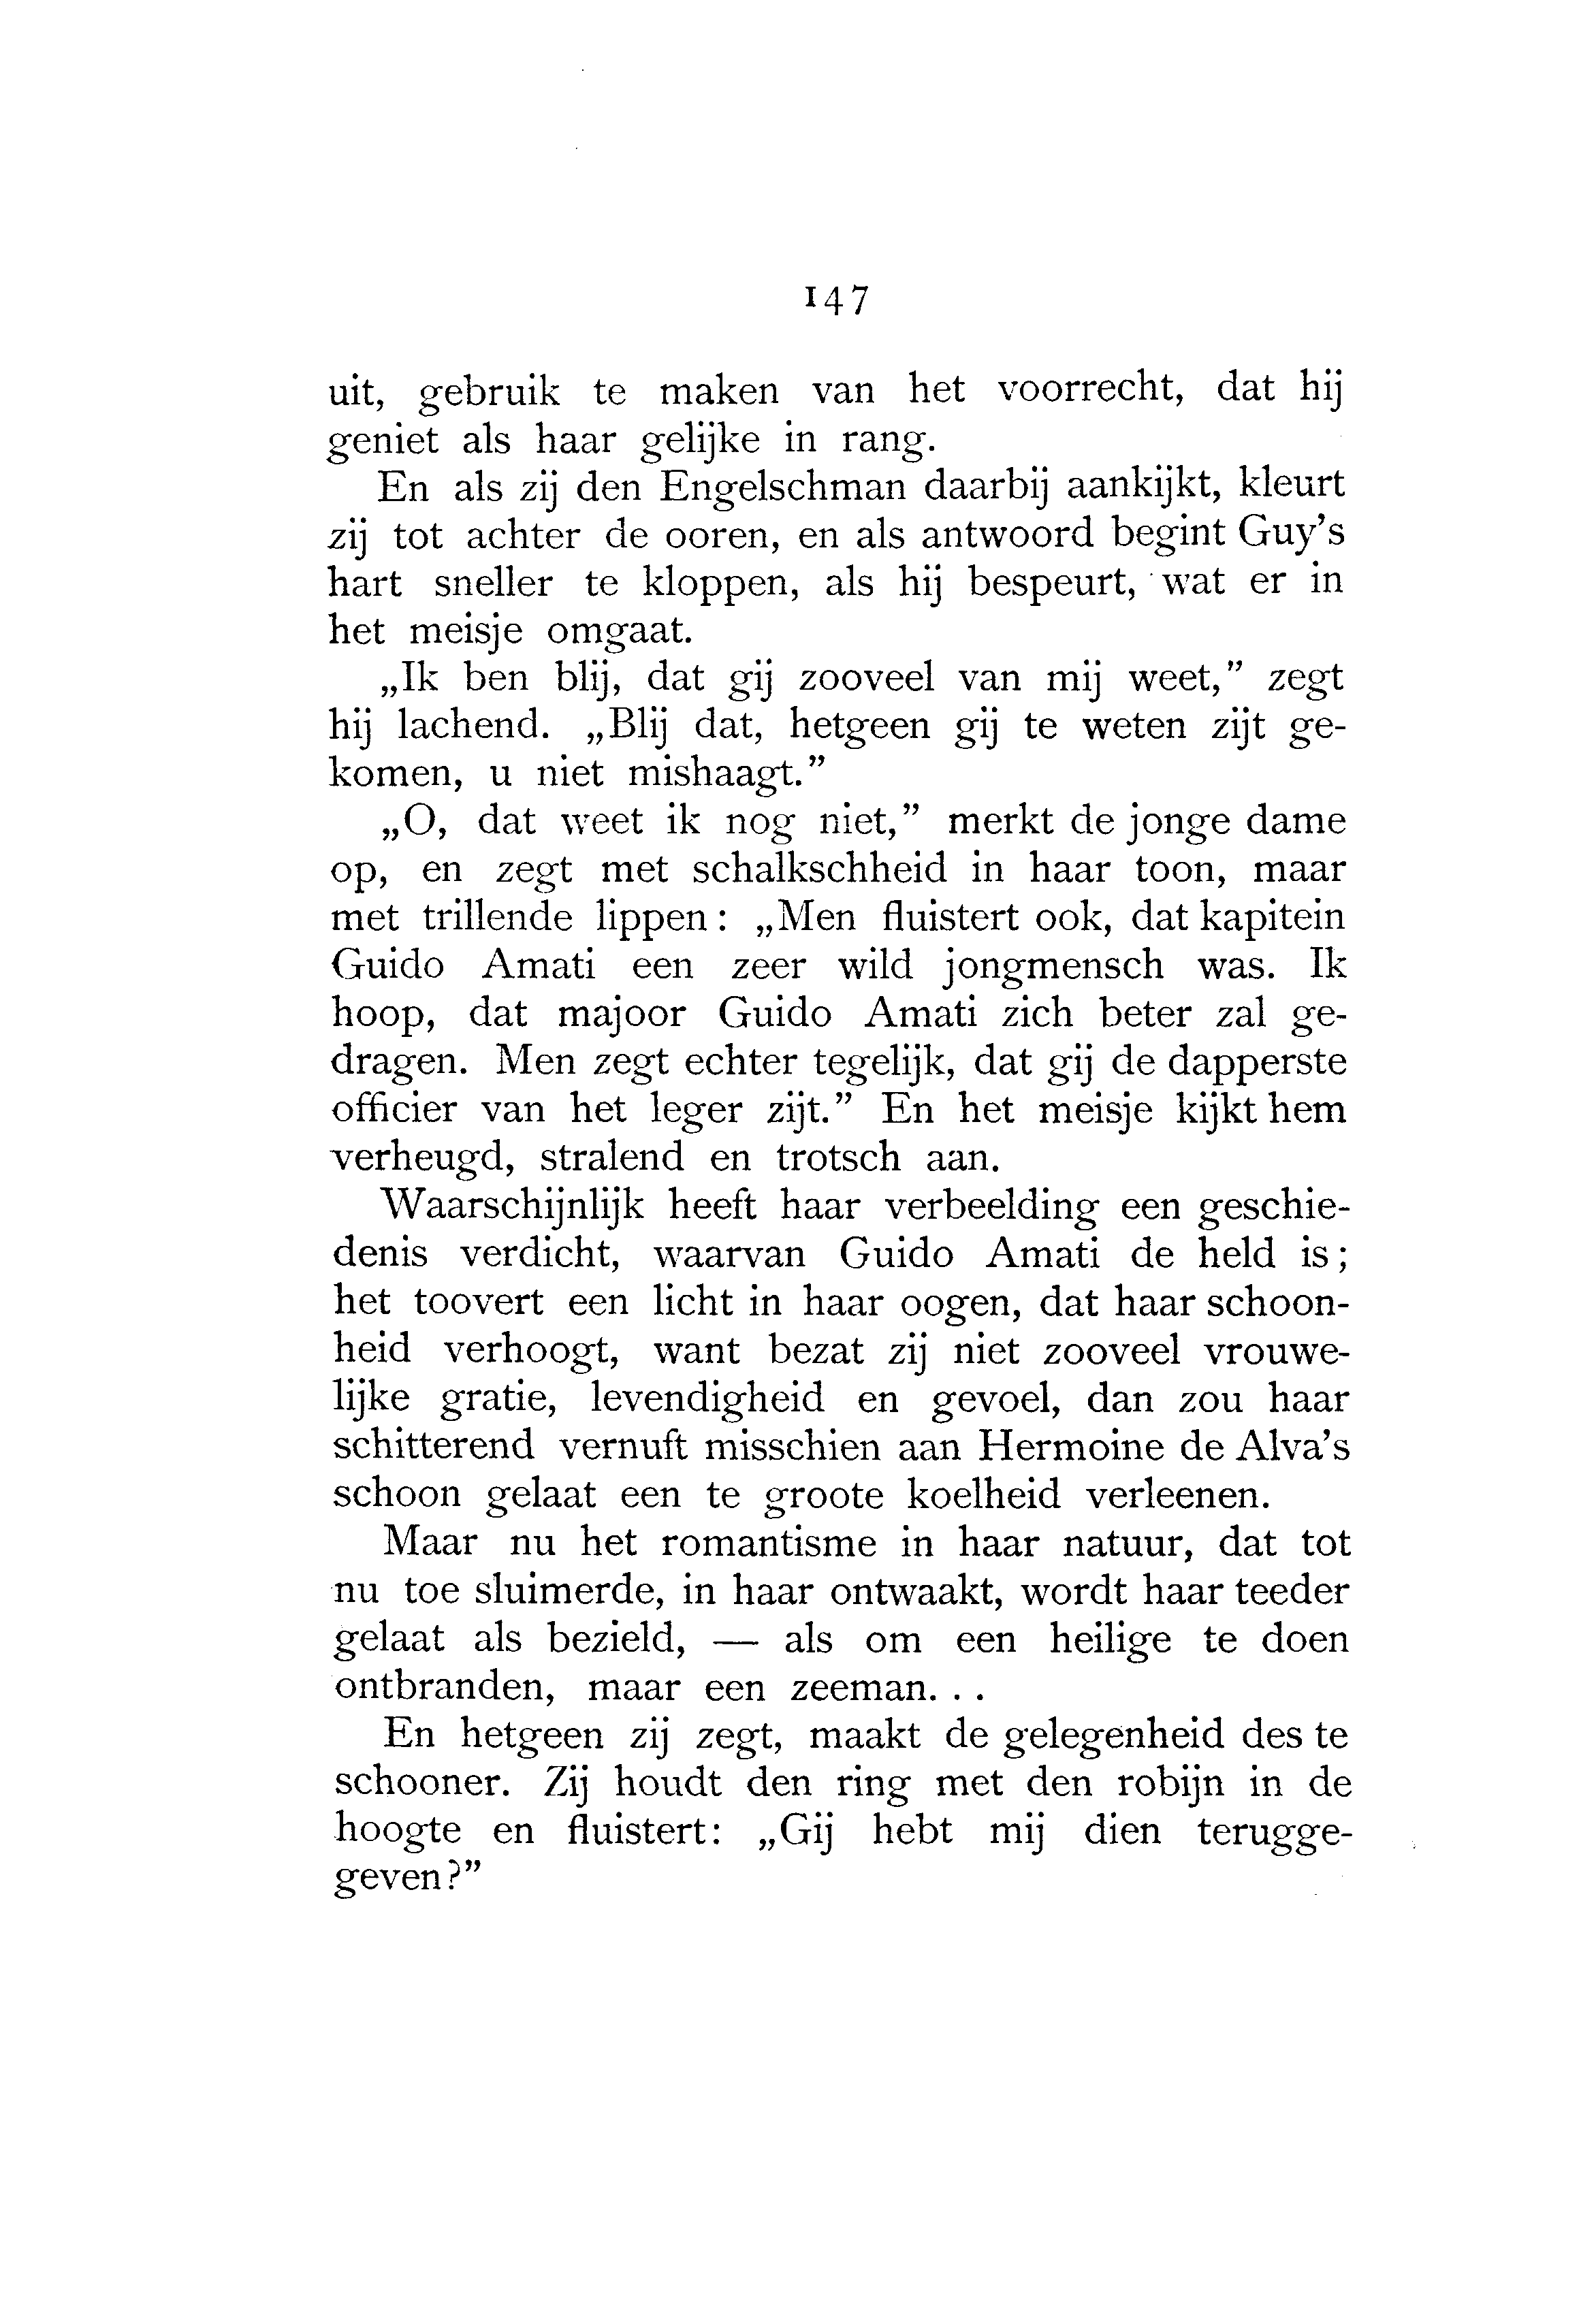 147
uit, gebruik te maken van het voorrecht, dat hij
geniet als haar gelijke in rang.
En als zij den Engelschman daarbij aankijkt, kleurt
zij tot achter de ooren, en als antwoord begint Guy's
hart sneller te kloppen, als hij bespeurt, wat er in
het meisje omgaat.
„Ik ben blij, dat gij zooveel van mij weet,” zegt
hij lachend. „Blij dat, hetgeen gij te weten zijt ge-
komen, u niet mishaagt.”
„O, dat weet ik nog niet,” merkt de jonge dame
op, en zegt met schalkschheid in haar toon, maar
met trillende lippen: „Men fluistert ook, dat kapitein
Guido Amati een zeer wild jongmensch was. Ik
hoop, dat majoor Guido Amati zich beter zal ge-
dragen. Men zegt echter tegelijk, dat gij de dapperste
officier van het leger zijt.” En het meisje kijkt hem
verheugd, stralend en trotsch aan.
Waarschijnlijk heeft haar verbeelding een geschie-
denis verdicht, waarvan Guido Amati de held is;
het toovert een licht in haar oogen, dat haar schoon-
heid verhoogt, want bezat zij niet zooveel vrouwe-
lijke gratie, levendigheid en gevoel, dan zou haar
schitterend vernuft misschien aan Hermoine de Alva's
schoon gelaat een te groote koelheid verleenen.
Maar nu het romantisme in haar natuur, dat tot
nu toe sluimerde, in haar ontwaakt, wordt haar teeder
gelaat als bezield, — als om een heilige te doen
ontbranden, maar een zeeman. . .
En hetgeen zij zegt, maakt de gelegenheid des te
schooner. Zij houdt den ring met den robijn in de
hoogte en fluistert: „Gij hebt mij dien terugge-
geven?”